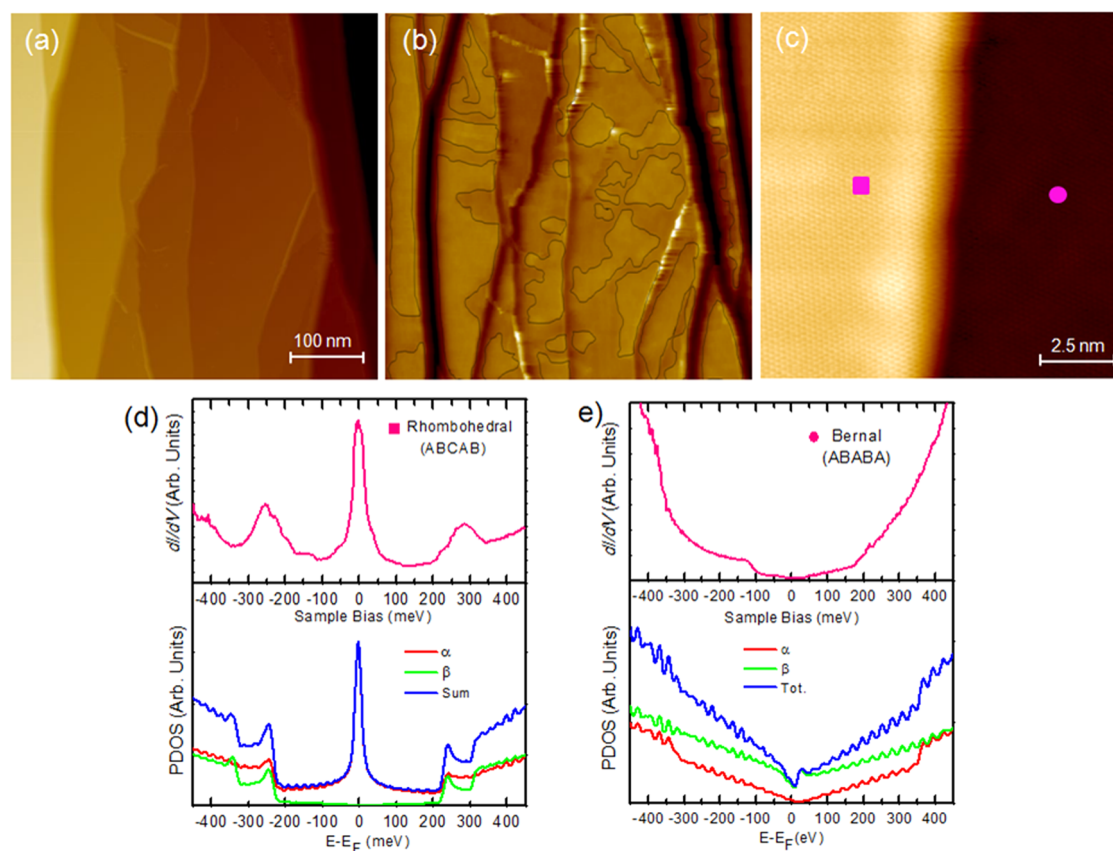 (a)
100 nm
(b)
(c)
2.5 nm
(d)
dI/dV (Arb. Units)
Rhombohedral
(ABCAB)
-400 -300 -200 -100 0 100 200 300 400
Sample Bias (meV)
PDOS (Arb. Units)
α
β
Sum
-400 -300 -200 -100 0 100 200 300 400
E-EF (meV)
e)
dI/dV (Arb. Units)
Bernal
(ABABA)
-400 -300 -200 -100 0 100 200 300 400
Sample Bias (meV)
PDOS (Arb. Units)
α
β
Tot.
-400 -300 -200 -100 0 100 200 300 400
E-EF(eV)